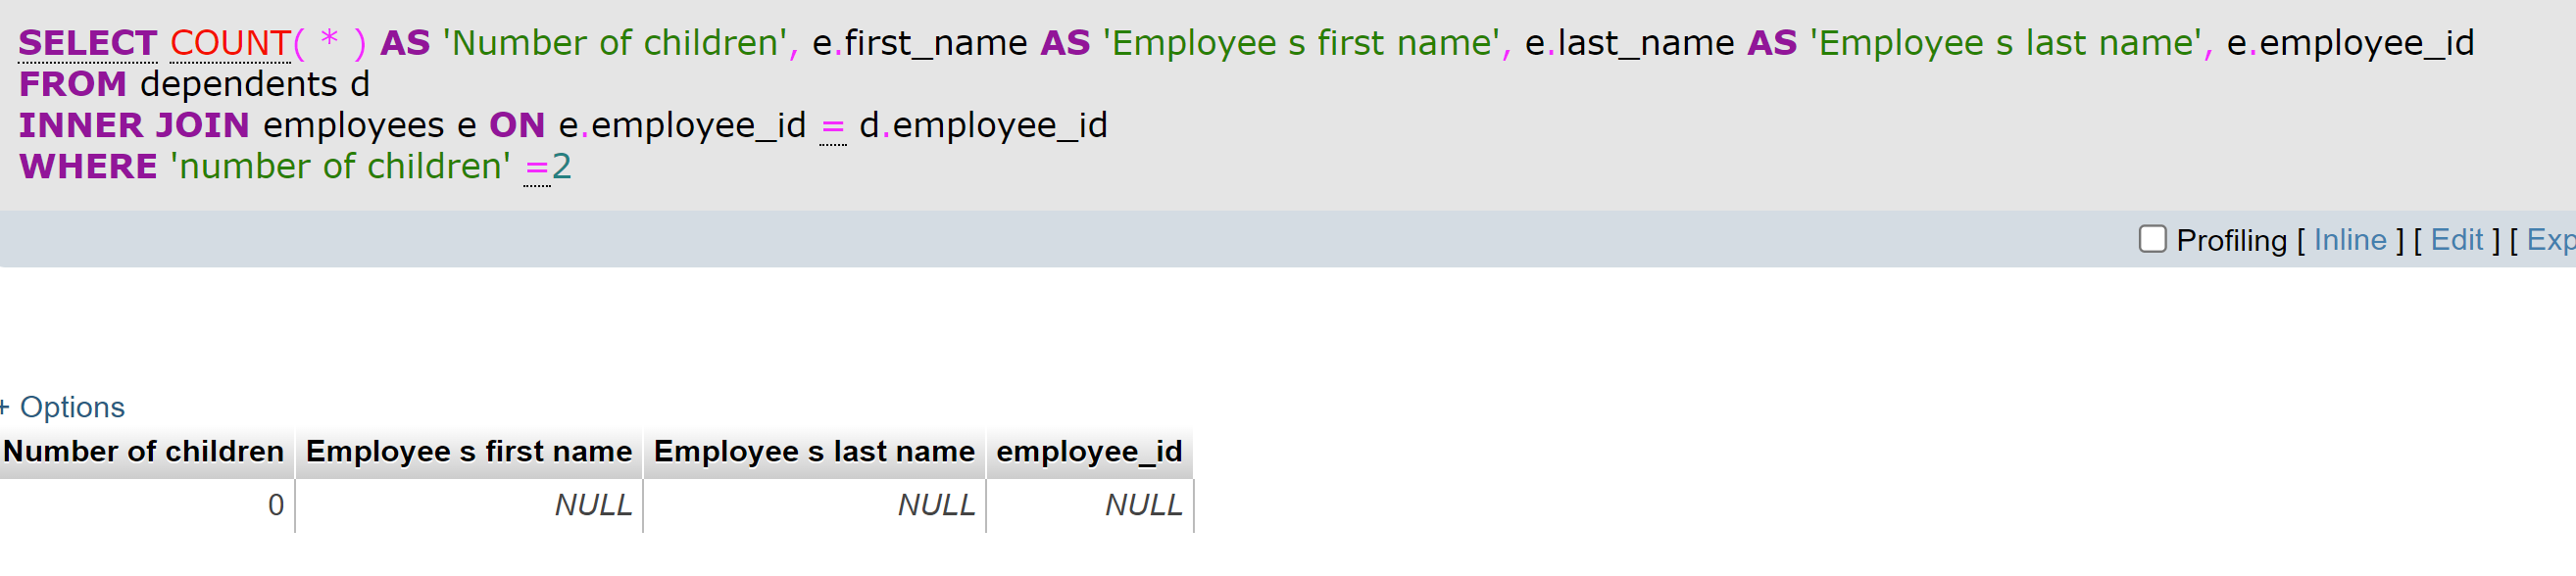 SELECT COUNT( * ) AS 'Number of children', e.first_name AS 'Employee s first name', e.last_name AS 'Employee s last name', e.employee_id
FROM dependents d
INNER JOIN employees e ON e.employee_id = d.employee_id
WHERE 'number of children' =2
Profiling [ Inline ] [ Edit ] [ Exp
+ Options
Number of children Employee s first name Employee s last name employee_id
0 NULL NULL NULL